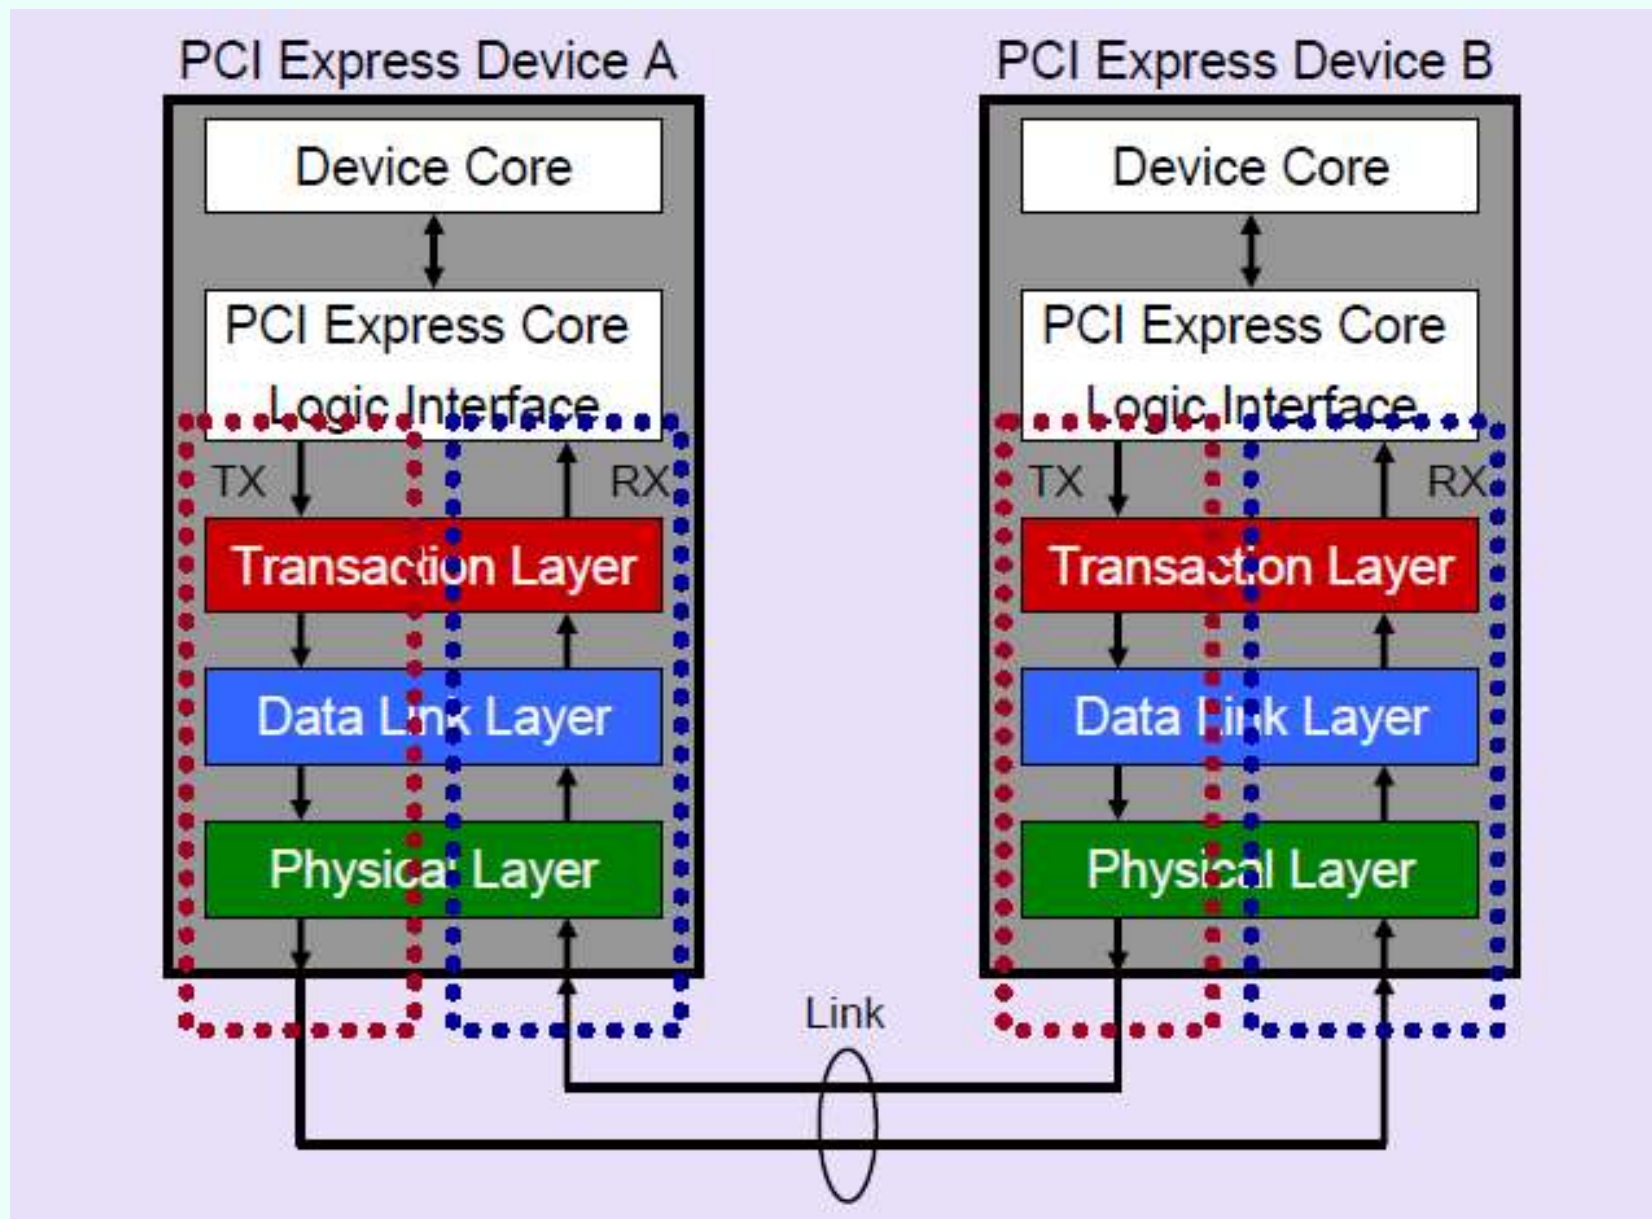 PCI Express Device A
Device Core
PCI Express Core
Logic Interface
TX
RX
Transaction Layer
Data Link Layer
Physical Layer
PCI Express Device B
Device Core
PCI Express Core
Logic Interface
TX
RX
Transaction Layer
Data Link Layer
Physical Layer
Link